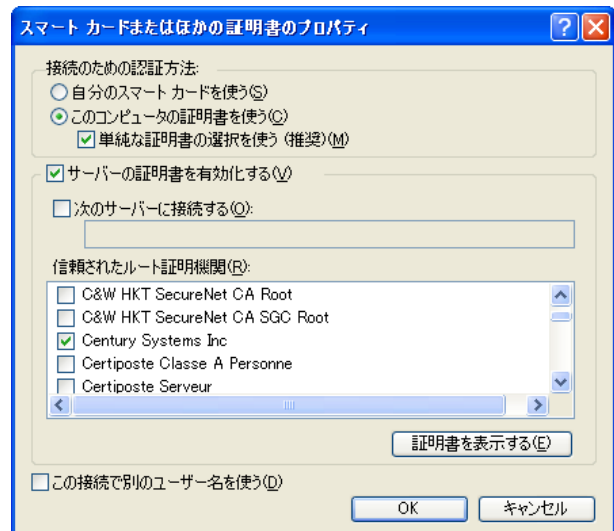 スマート カードまたはほかの証明書のプロパティ
接続のための認証方法:
自分のスマート カードを使う(S)
このコンピュータの証明書を使う(C)
単純な証明書の選択を使う (推奨)(M)
サーバーの証明書を有効化する(V)
次のサーバーに接続する(O):
信頼されたルート証明機関(R):
C&W HKT SecureNet CA Root
C&W HKT SecureNet CA SGC Root
Century Systems Inc
Certiposte Classe A Personne
Certiposte Serveur
証明書を表示する(E)
この接続で別のユーザー名を使う(D)
OK キャンセル